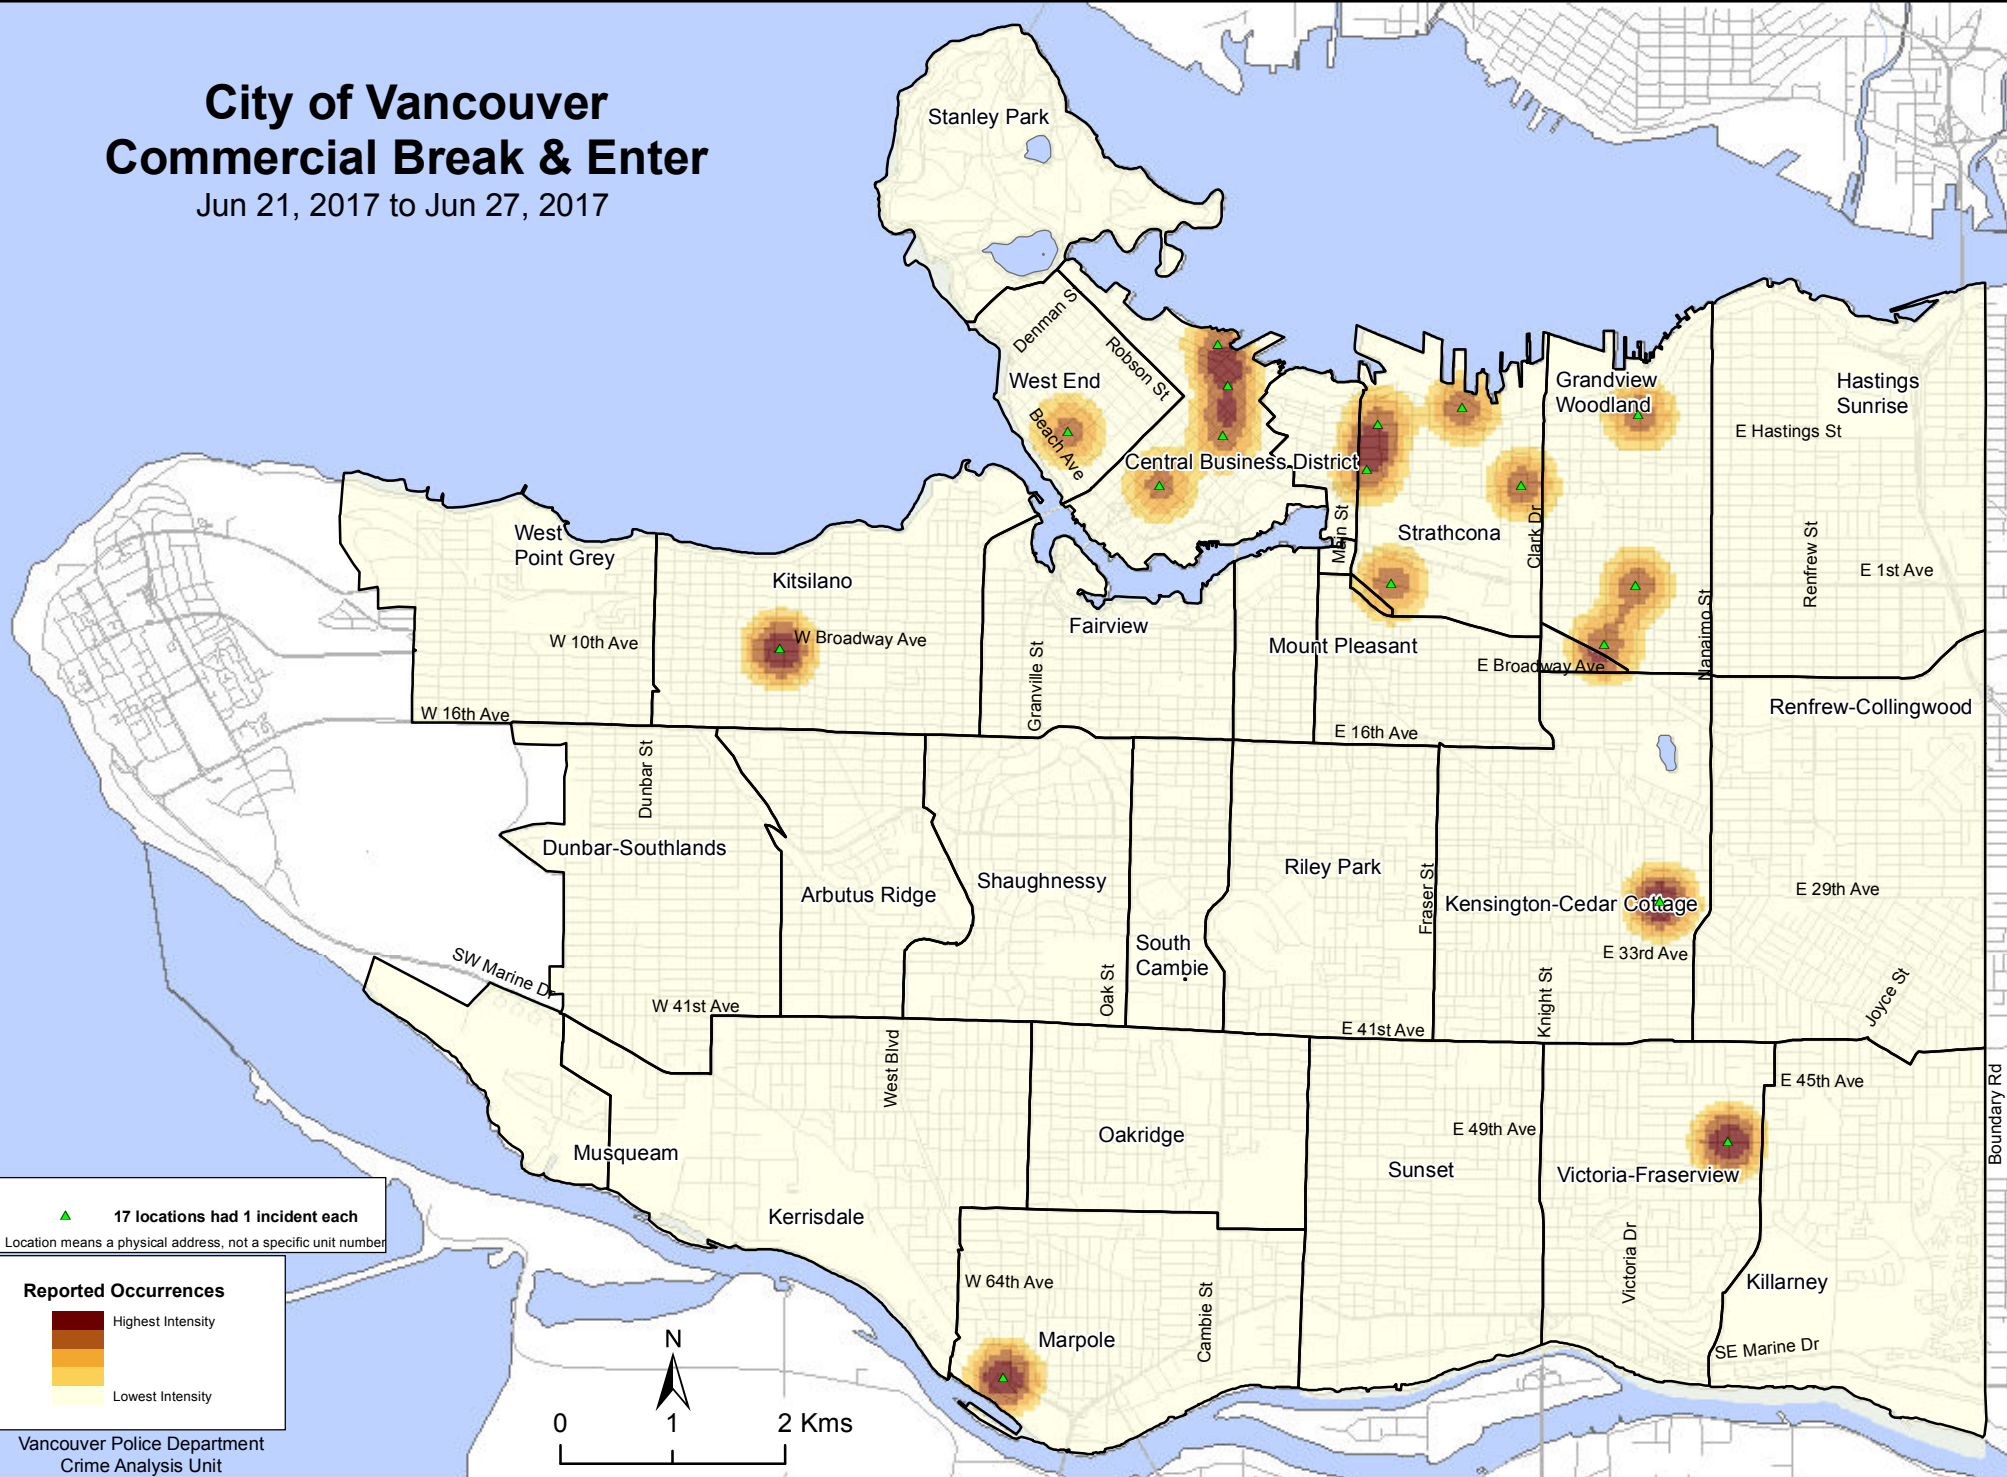 City of Vancouver
Commercial Break & Enter
Jun 21, 2017 to Jun 27, 2017
Stanley Park
Denman S
Robson St
West End
Beach Ave
Central Business District
Grandview
Woodland
Hastings
Sunrise
E Hastings St
Main St
Strathcona
Clark Dr
Nanaimo St
Renfrew St
E 1st Ave
West
Point Grey
Kitsilano
W 10th Ave
W Broadway Ave
Fairview
Granville St
Mount Pleasant
E Broadway Ave
W 16th Ave
E 16th Ave
Renfrew-Collingwood
Dunbar St
Dunbar-Southlands
Arbutus Ridge
Shaughnessy
Riley Park
Fraser St
Kensington-Cedar Cottage
E 29th Ave
South
Cambie
E 33rd Ave
SW Marine Dr
W 41st Ave
Oak St
E 41st Ave
Knight St
Joyce St
West Blvd
E 45th Ave
Boundary Rd
Musqueam
Oakridge
E 49th Ave
Sunset
Victoria-Fraserview
Kerrisdale
W 64th Ave
Cambie St
Victoria Dr
Killarney
Marpole
SE Marine Dr
17 locations had 1 incident each
Location means a physical address, not a specific unit number
Reported Occurrences
Highest Intensity
Lowest Intensity
N
0 1 2 Kms
Vancouver Police Department
Crime Analysis Unit